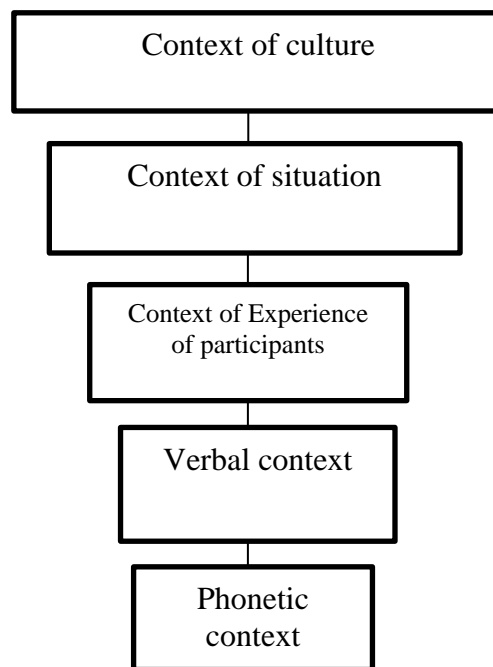 Context of culture
Context of situation
Context of Experience
of participants
Verbal context
Phonetic
context